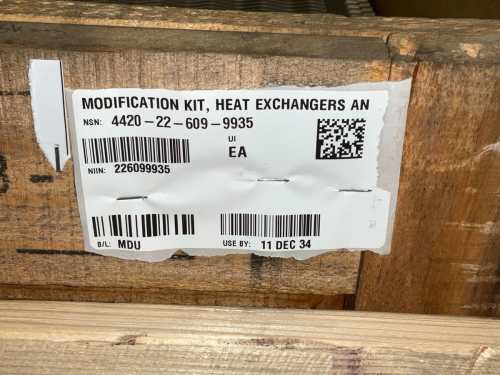 MODIFICATION KIT, HEAT EXCHANGERS AN
NSN: 4420-22-609-9935
UI
EA
NIIN: 226099935
B/L: MDU
USE BY: 11 DEC 34